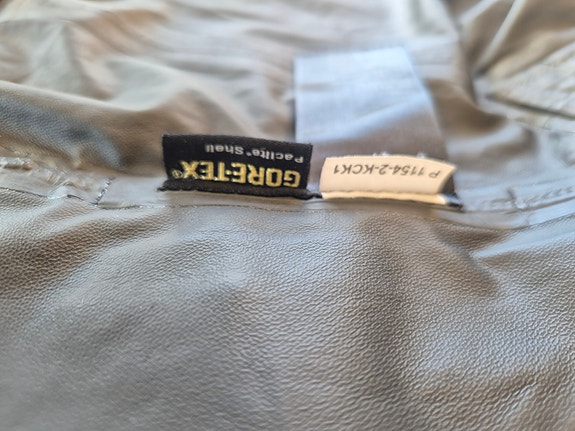 GORE-TEX®
Paclite® Shell
P 1154-2-KCK1